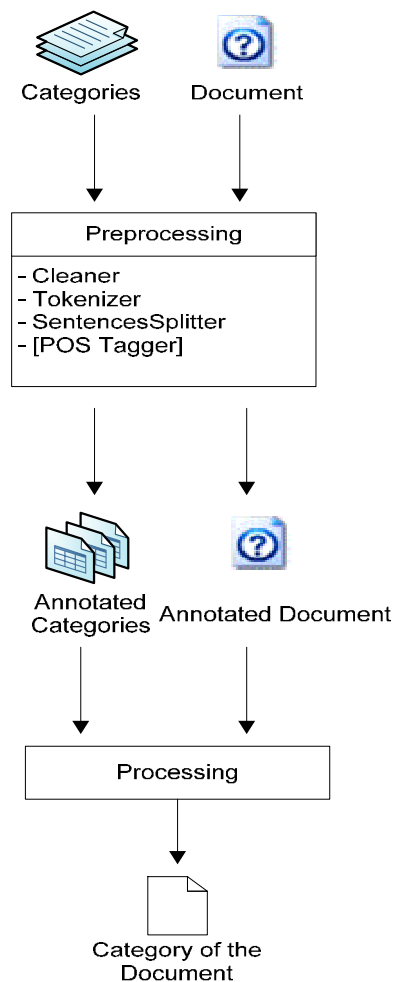 Categories
Document
Preprocessing
- Cleaner
- Tokenizer
- SentencesSplitter
- [POS Tagger]
Annotated
Categories
Annotated Document
Processing
Category of the
Document